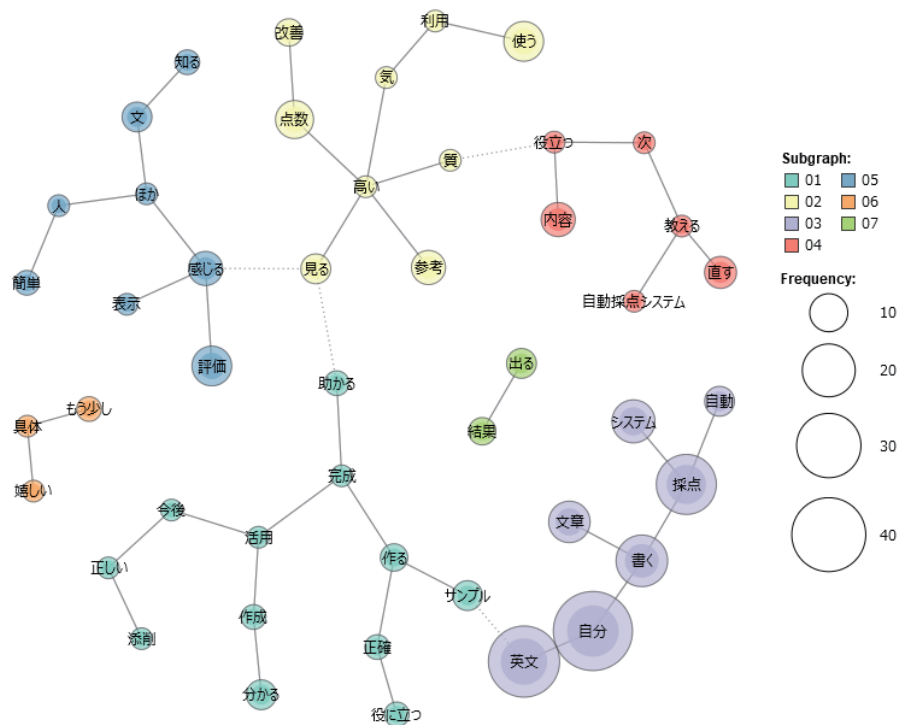 改善
利用
使う
知る
気
文
点数
質
役立つ
次
高い
ほか
人
内容
教える
感じる
見る
参考
直す
簡単
表示
自動採点システム
評価
出る
助かる
自動
もう少し
システム
具体
結果
完成
採点
嬉しい
今後
文章
活用
作る
書く
正しい
サンプル
作成
添削
正確
自分
英文
分かる
役に立つ
Subgraph:
01 05
02 06
03 07
04
Frequency:
10
20
30
40